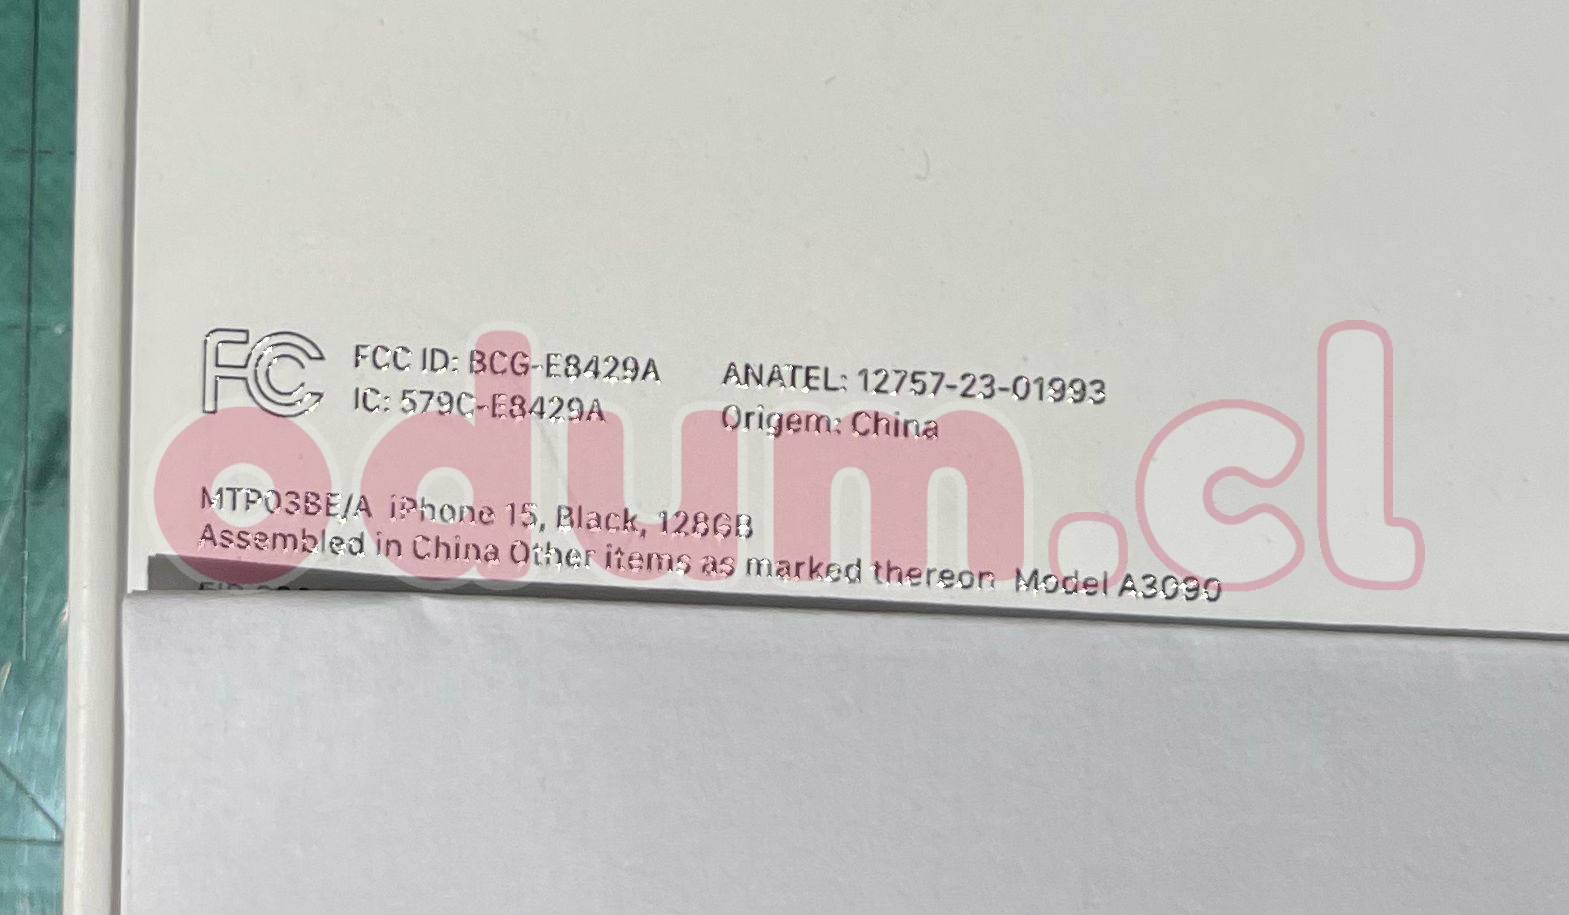 FC FCC ID: BCG-E8429A
IC: 579C-E8429A
ANATEL: 12757-23-01993
Origem: China
MTP03BE/A iPhone 15, Black, 128GB
Assembled in China Other items as marked thereon Model A3090
odum.cl